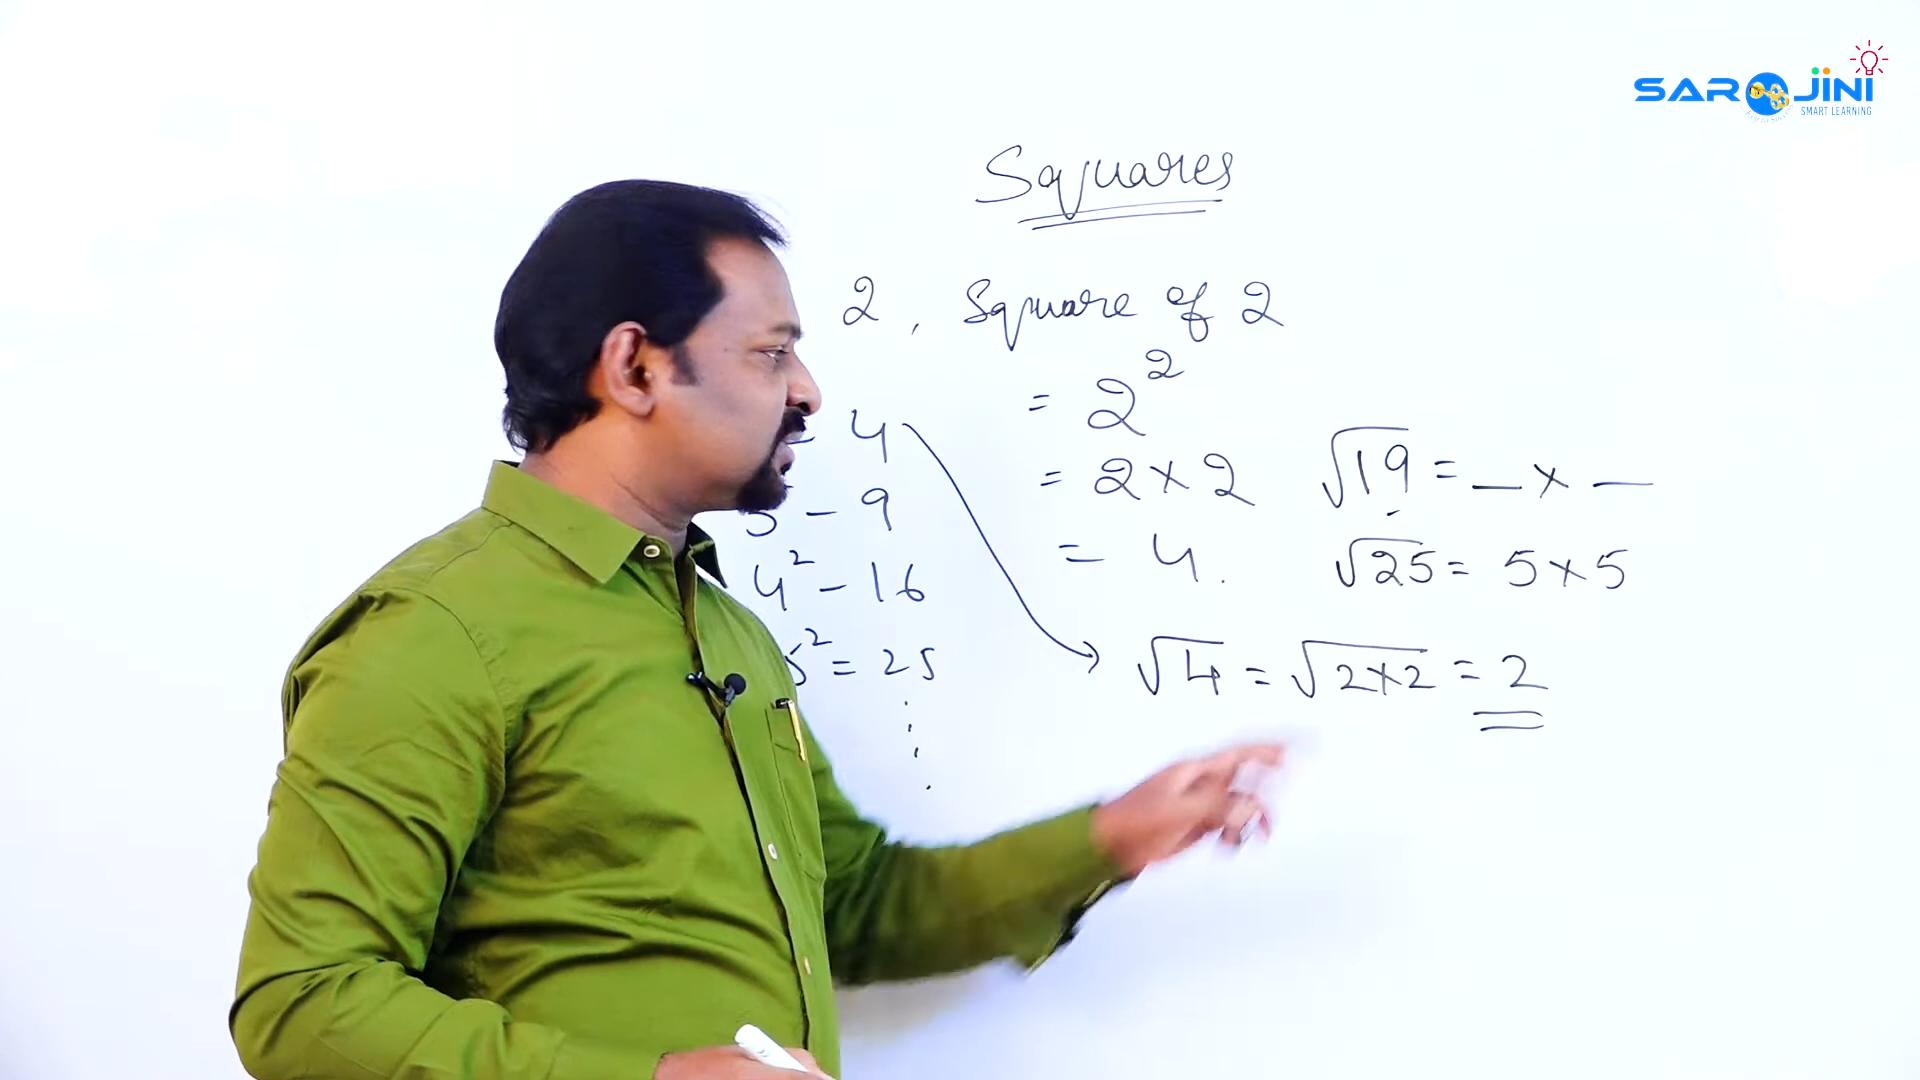 SAROJINI
SMART LEARNING
Squares
2, Square of 2
= 2²
= 2 × 2
= 4.
– 4
– 9
4² – 16
5² = 25
√19 = _ × _
√25 = 5 × 5
√4 = √2×2 = 2